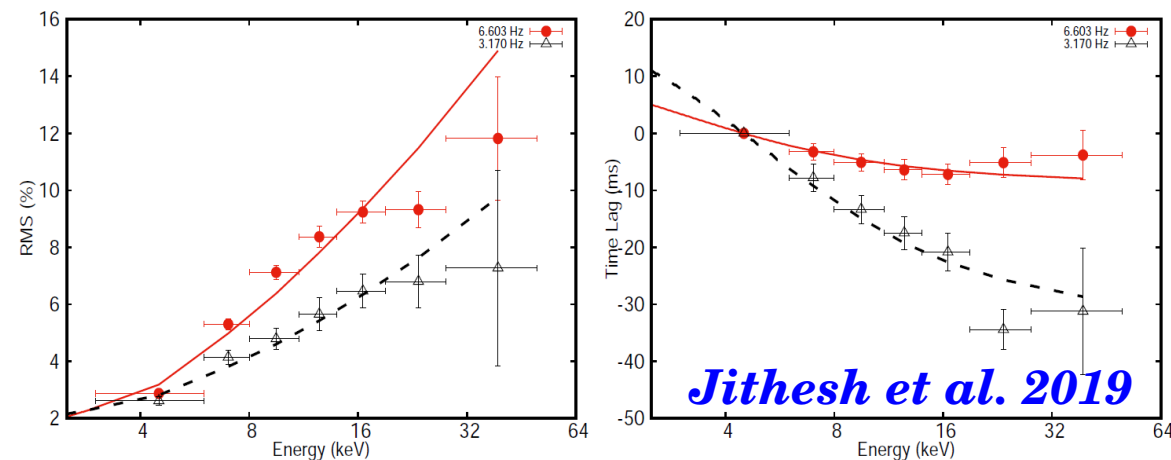 16
14
12
10
8
6
4
2
RMS (%)
4 8 16 32 64
Energy (keV)
6.603 Hz
3.170 Hz
20
10
0
-10
-20
-30
-40
-50
Time Lag (ms)
4 8 16 32 64
Energy (keV)
6.603 Hz
3.170 Hz
Jithesh et al. 2019